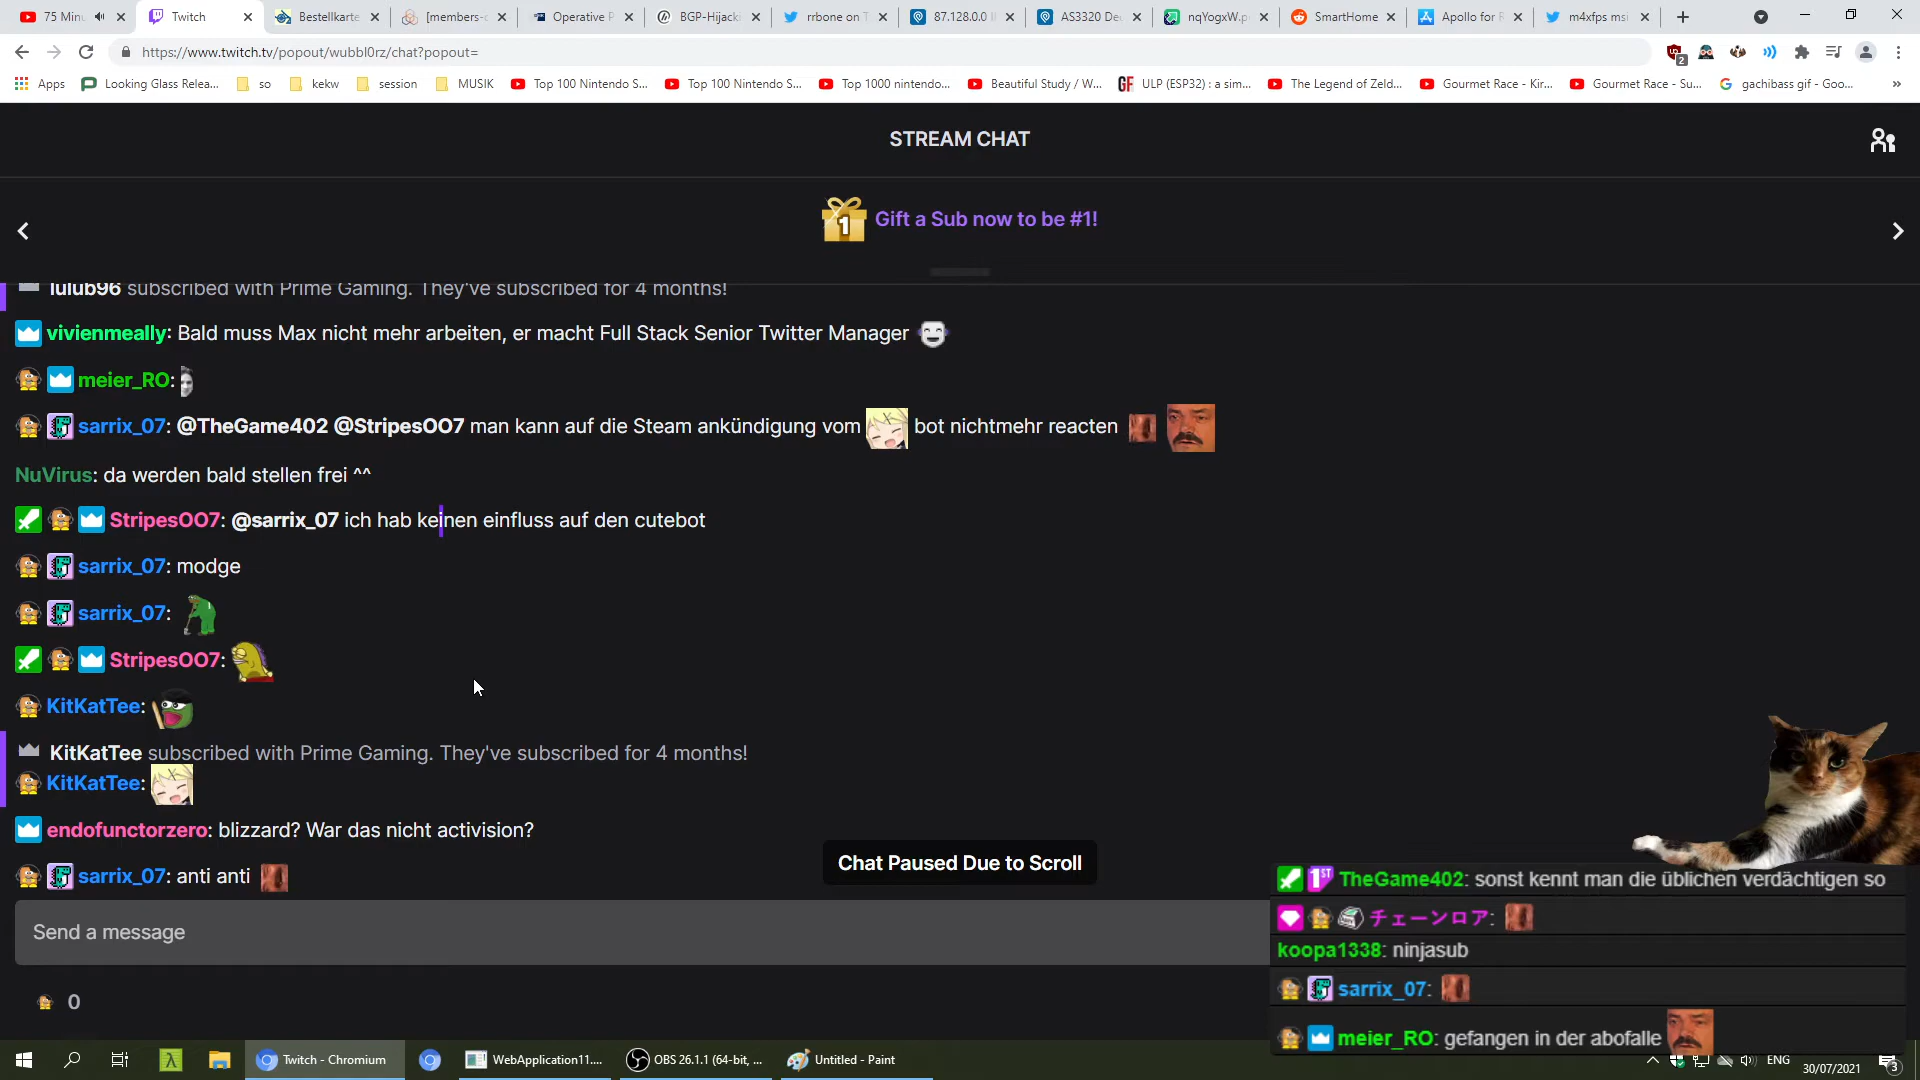 75 Minu
Twitch
Bestellkarte
[members-c
Operative P
BGP-Hijack
rrbone on T
87.128.0.0
AS3320 De
nqYogxW.p
SmartHome
Apollo for R
m4xfps msi
https://www.twitch.tv/popout/wubbl0rz/chat?popout=
2
Apps
Looking Glass Relea...
so
kekw
session
MUSIK
Top 100 Nintendo S...
Top 100 Nintendo S...
Top 1000 nintendo...
Beautiful Study / W...
GF ULP (ESP32) : a sim...
The Legend of Zeld...
Gourmet Race - Kir...
Gourmet Race - Su...
gachibass gif - Goo...
STREAM CHAT
1 Gift a Sub now to be #1!
lulub96 subscribed with Prime Gaming. They've subscribed for 4 months!
vivienmeally: Bald muss Max nicht mehr arbeiten, er macht Full Stack Senior Twitter Manager
meier_RO:
sarrix_07: @TheGame402 @StripesOO7 man kann auf die Steam ankündigung vom bot nichtmehr reacten
NuVirus: da werden bald stellen frei ^^
StripesOO7: @sarrix_07 ich hab keinen einfluss auf den cutebot
sarrix_07: modge
sarrix_07:
StripesOO7:
KitKatTee:
KitKatTee subscribed with Prime Gaming. They've subscribed for 4 months!
KitKatTee:
endofunctorzero: blizzard? War das nicht activision?
sarrix_07: anti anti
Chat Paused Due to Scroll
Send a message
0
1ST TheGame402: sonst kennt man die üblichen verdächtigen so
チェーンロア:
koopa1338: ninjasub
sarrix_07:
meier_RO: gefangen in der abofalle
Twitch - Chromium
WebApplication11....
OBS 26.1.1 (64-bit, ...
Untitled - Paint
ENG
30/07/2021
3